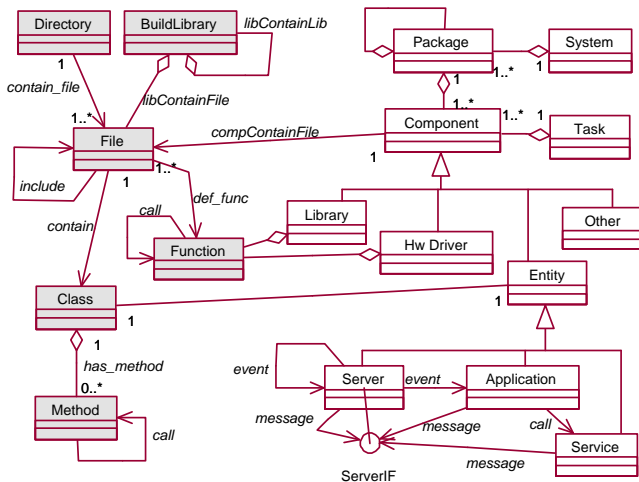 Directory
BuildLibrary
libContainLib
Package
System
1
1..*
1
contain_file
libContainFile
1
1..*
1..*
1..*
1
File
compContainFile
Component
Task
1
1..*
1
include
def_func
call
contain
Library
Other
Function
Hw Driver
Entity
Class
1
1
1
has_method
0..*
event
Server
event
Application
Method
message
message
call
call
Service
message
ServerIF